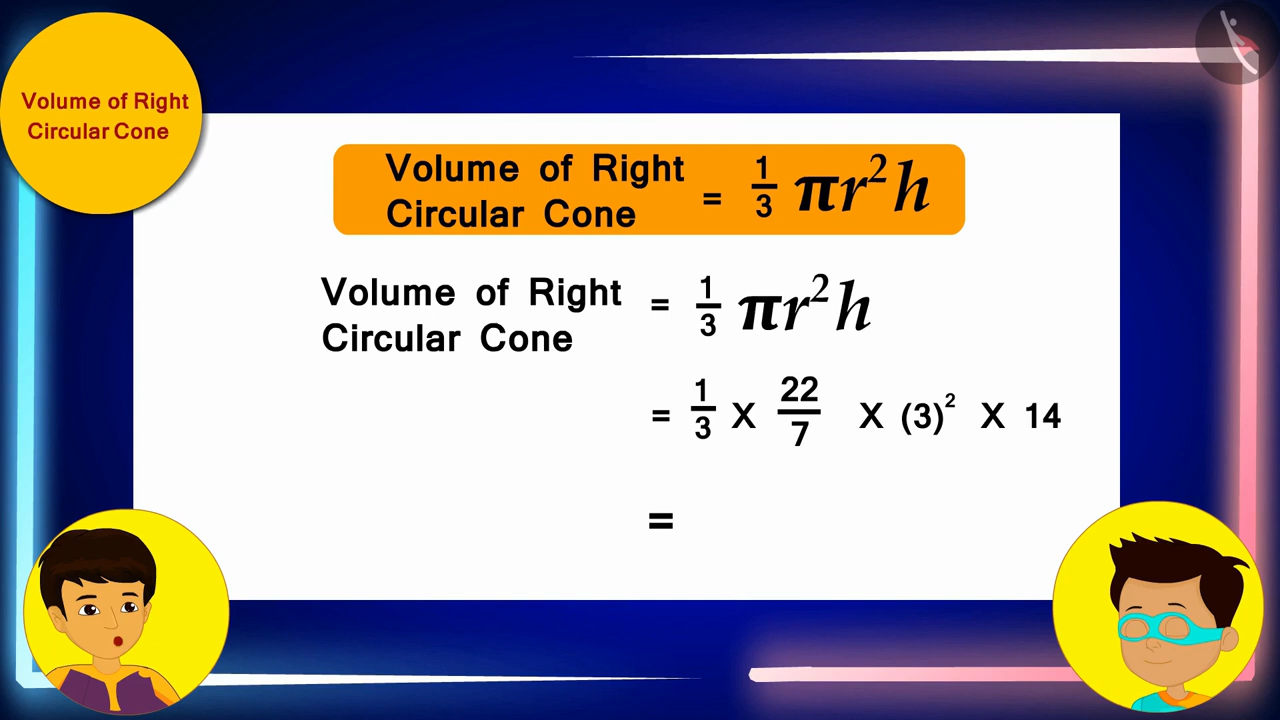 Volume of Right
Circular Cone
Volume of Right
Circular Cone = 1/3 πr²h
Volume of Right
Circular Cone = 1/3 πr²h
= 1/3 X 22/7 X (3)² X 14
=